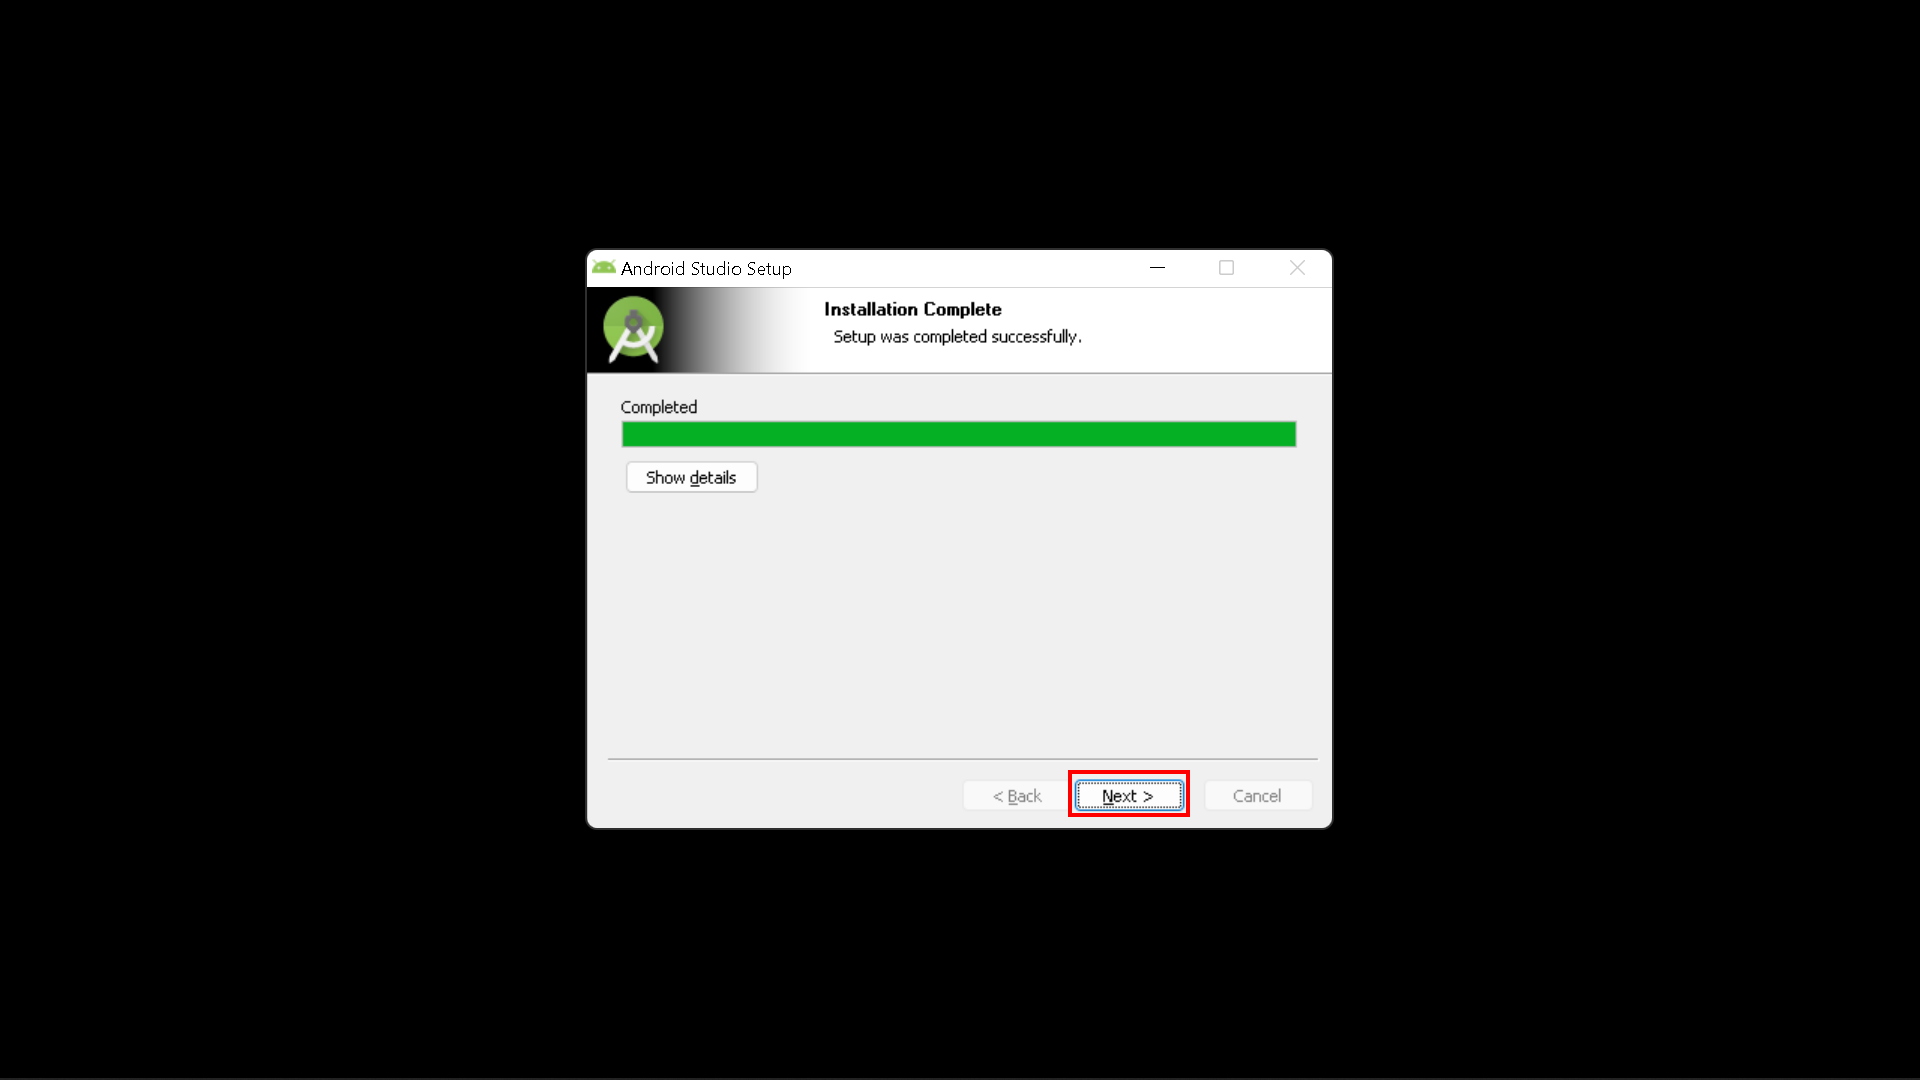 Android Studio Setup
Installation Complete
Setup was completed successfully.
Completed
Show details
< Back
Next >
Cancel